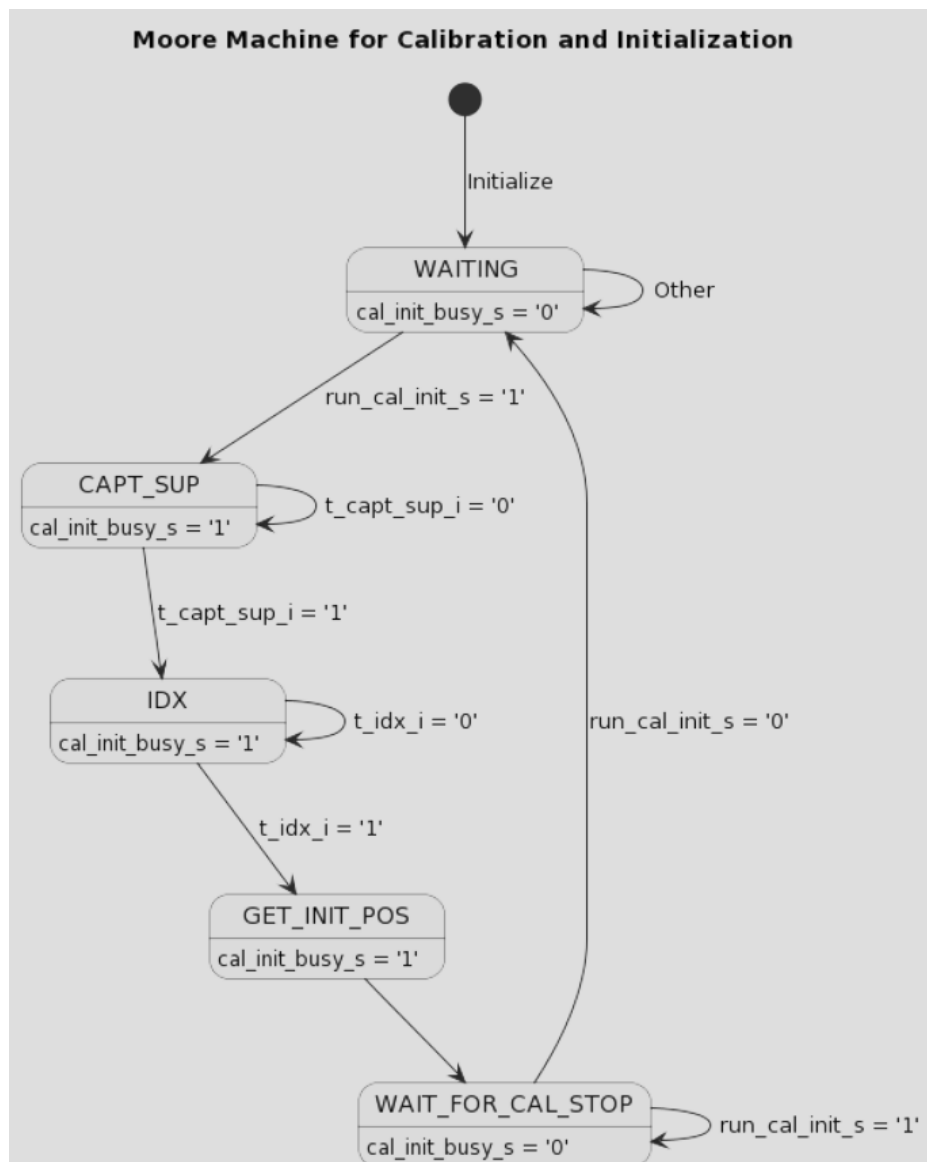 Moore Machine for Calibration and Initialization
Initialize
WAITING
cal_init_busy_s = '0'
Other
run_cal_init_s = '1'
CAPT_SUP
cal_init_busy_s = '1'
t_capt_sup_i = '0'
t_capt_sup_i = '1'
IDX
cal_init_busy_s = '1'
t_idx_i = '0'
run_cal_init_s = '0'
t_idx_i = '1'
GET_INIT_POS
cal_init_busy_s = '1'
WAIT_FOR_CAL_STOP
cal_init_busy_s = '0'
run_cal_init_s = '1'